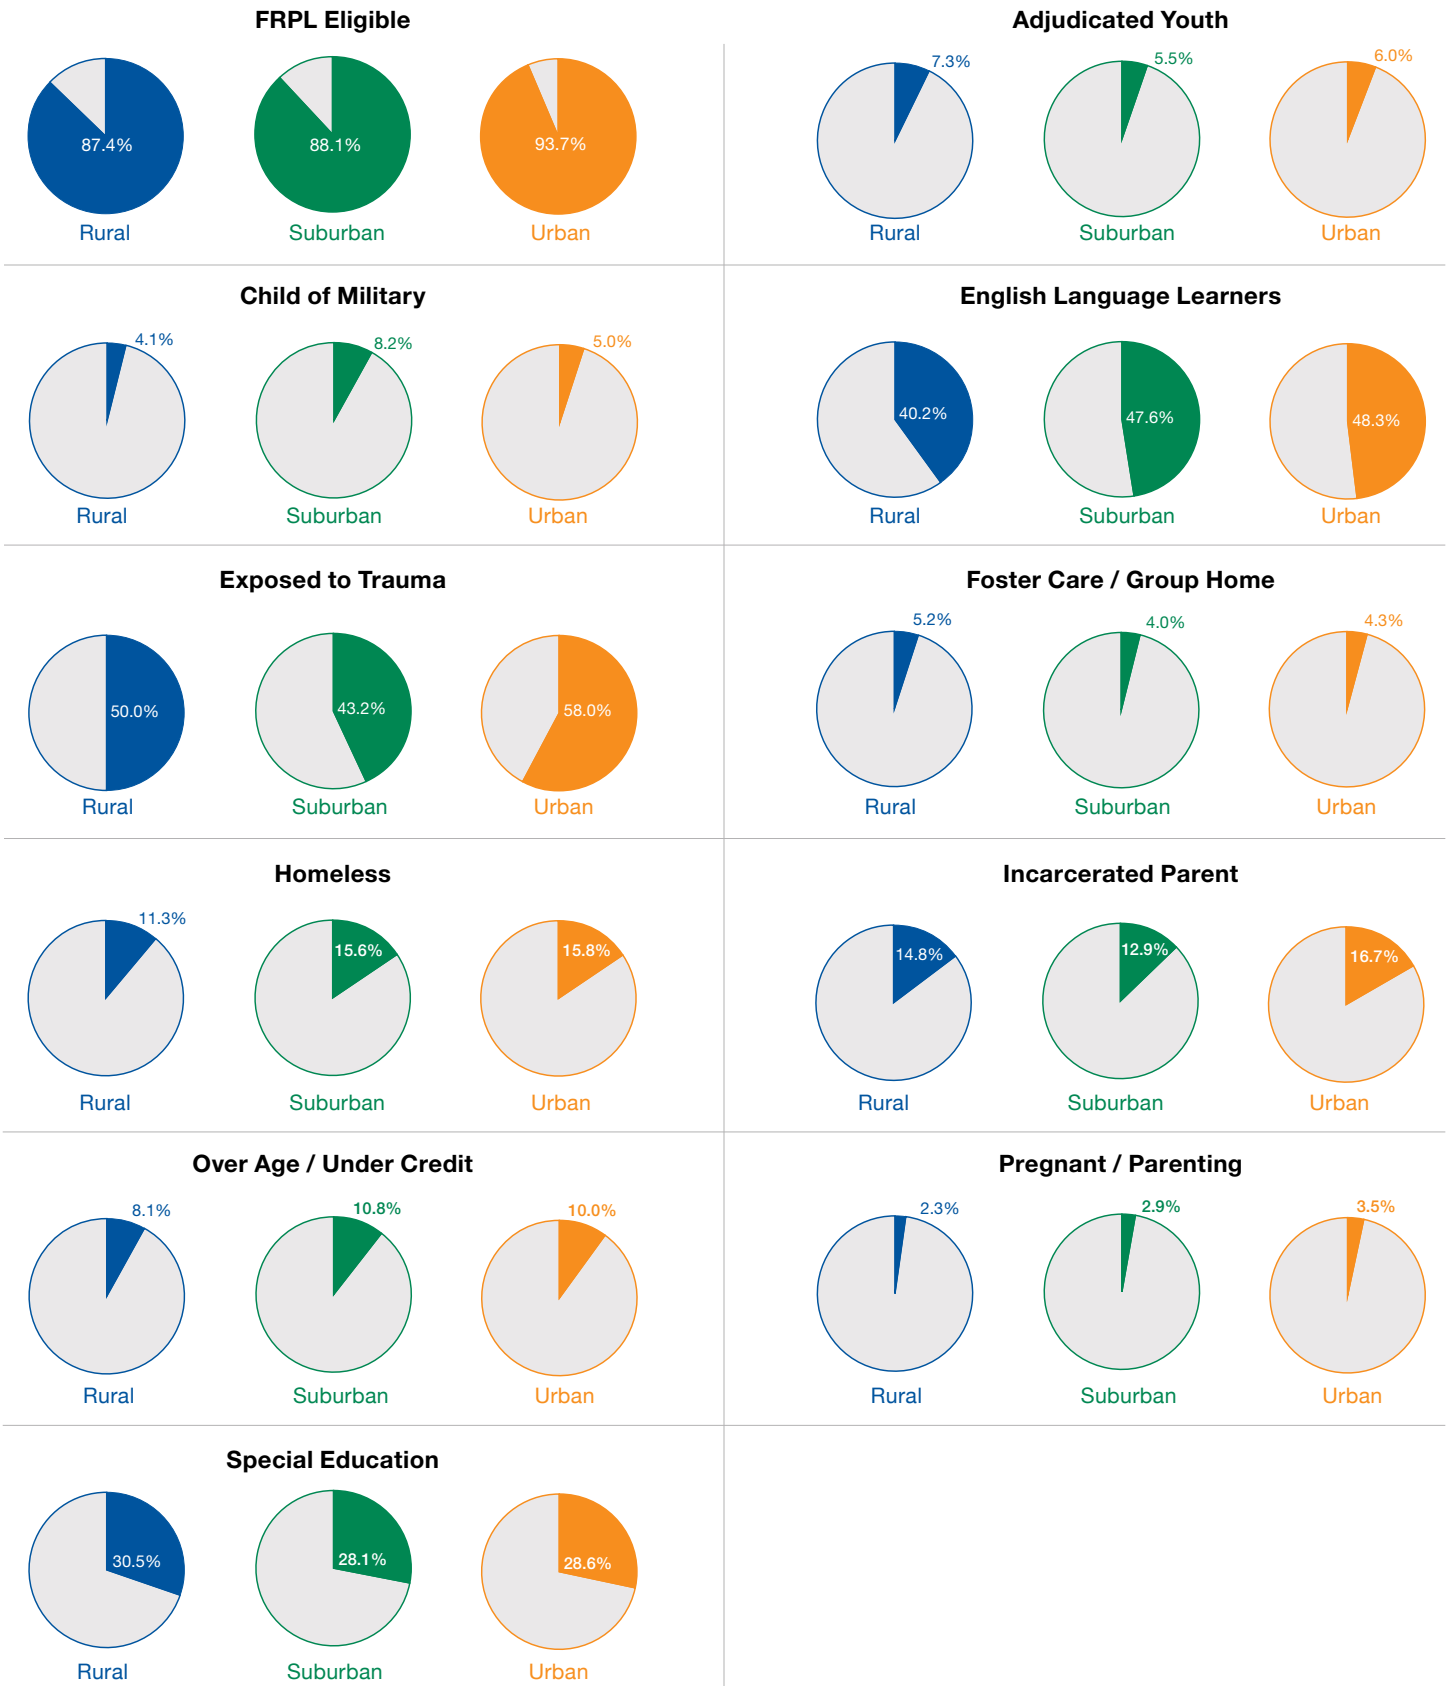 FRPL Eligible
87.4%
88.1%
93.7%
Rural
Suburban
Urban
Adjudicated Youth
7.3%
5.5%
6.0%
Rural
Suburban
Urban
Child of Military
4.1%
8.2%
5.0%
Rural
Suburban
Urban
English Language Learners
40.2%
47.6%
48.3%
Rural
Suburban
Urban
Exposed to Trauma
50.0%
43.2%
58.0%
Rural
Suburban
Urban
Foster Care / Group Home
5.2%
4.0%
4.3%
Rural
Suburban
Urban
Homeless
11.3%
15.6%
15.8%
Rural
Suburban
Urban
Incarcerated Parent
14.8%
12.9%
16.7%
Rural
Suburban
Urban
Over Age / Under Credit
8.1%
10.8%
10.0%
Rural
Suburban
Urban
Pregnant / Parenting
2.3%
2.9%
3.5%
Rural
Suburban
Urban
Special Education
30.5%
28.1%
28.6%
Rural
Suburban
Urban